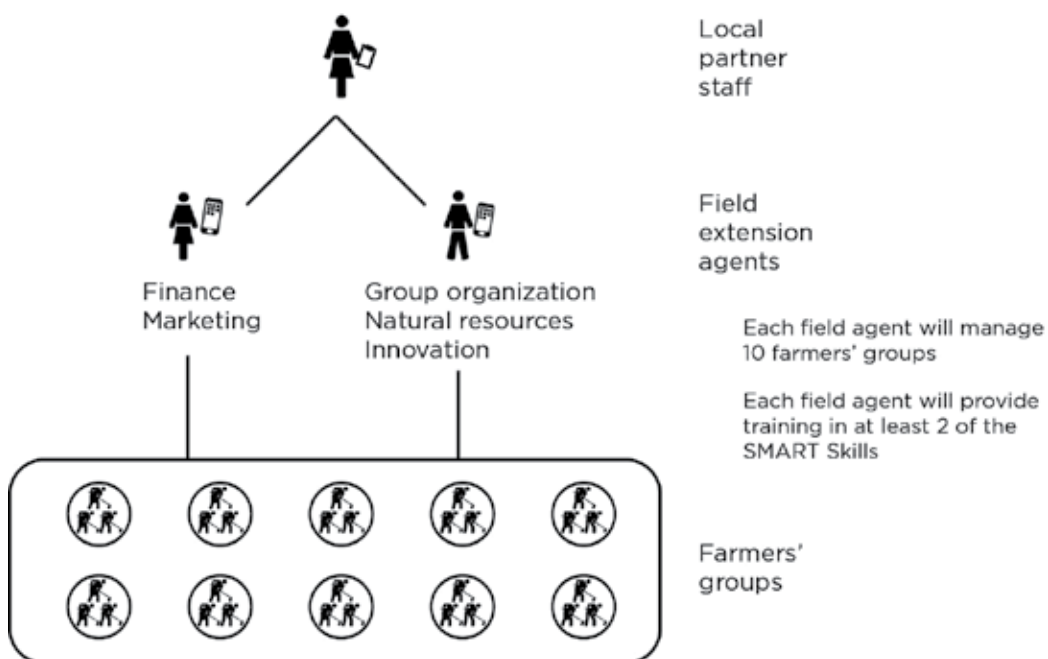 Local
partner
staff
Field
extension
agents
Finance
Marketing
Group organization
Natural resources
Innovation
Each field agent will manage
10 farmers' groups
Each field agent will provide
training in at least 2 of the
SMART Skills
Farmers'
groups